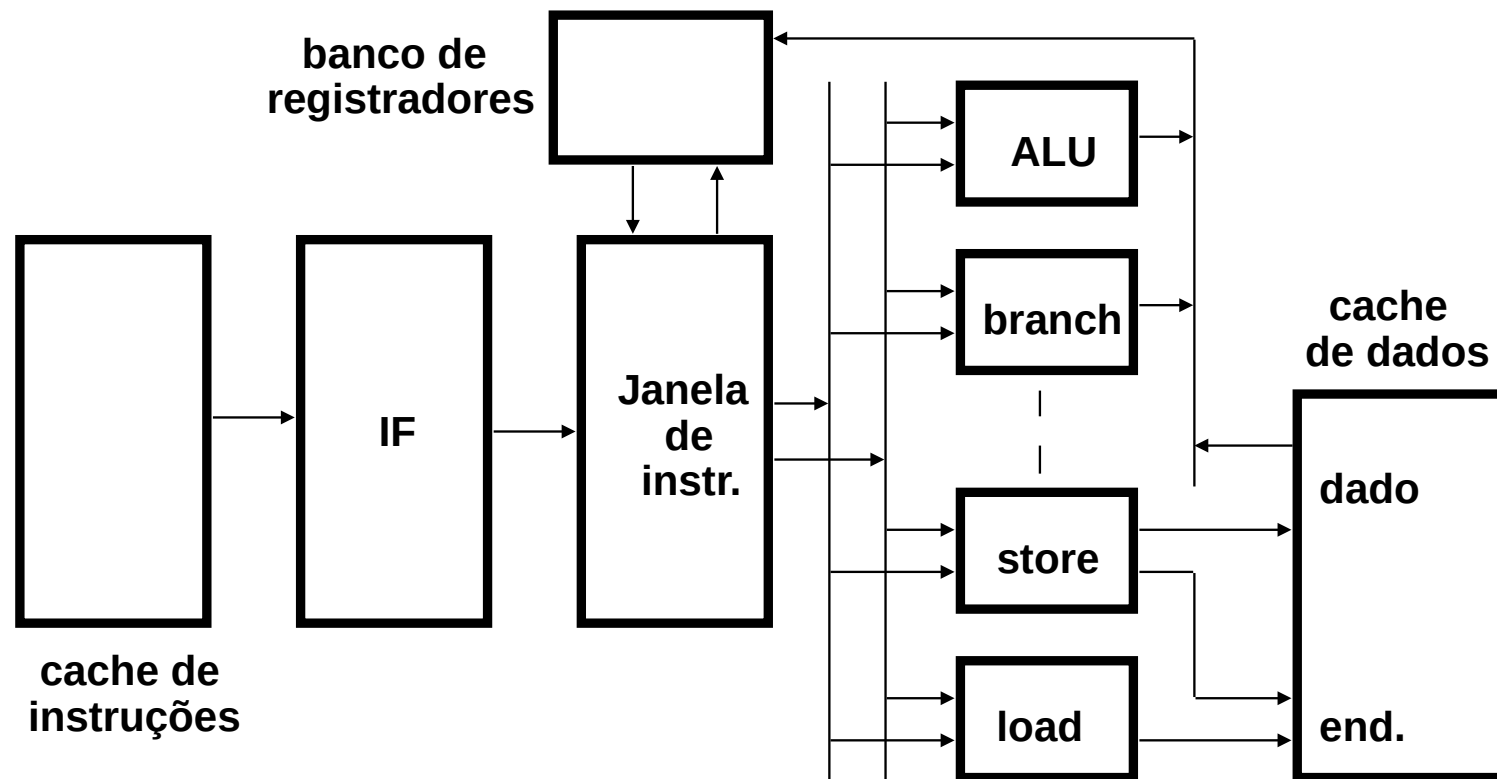 banco de
registradores
ALU
branch
cache
de dados
Janela
de
instr.
IF
dado
store
cache de
instruções
load
end.